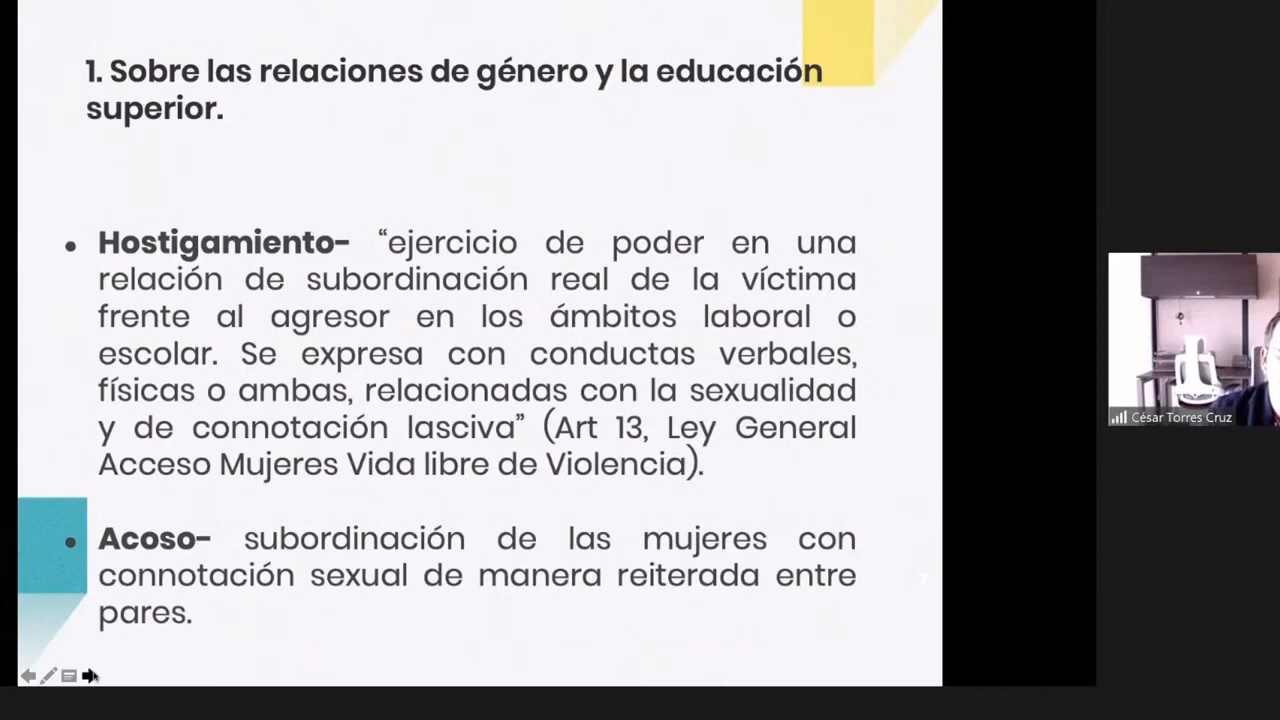 1. Sobre las relaciones de género y la educación
superior.
Hostigamiento- “ejercicio de poder en una
relación de subordinación real de la víctima
frente al agresor en los ámbitos laboral o
escolar. Se expresa con conductas verbales,
físicas o ambas, relacionadas con la sexualidad
y de connotación lasciva” (Art 13, Ley General
Acceso Mujeres Vida libre de Violencia).
Acoso- subordinación de las mujeres con
connotación sexual de manera reiterada entre
pares.
César Torres Cruz